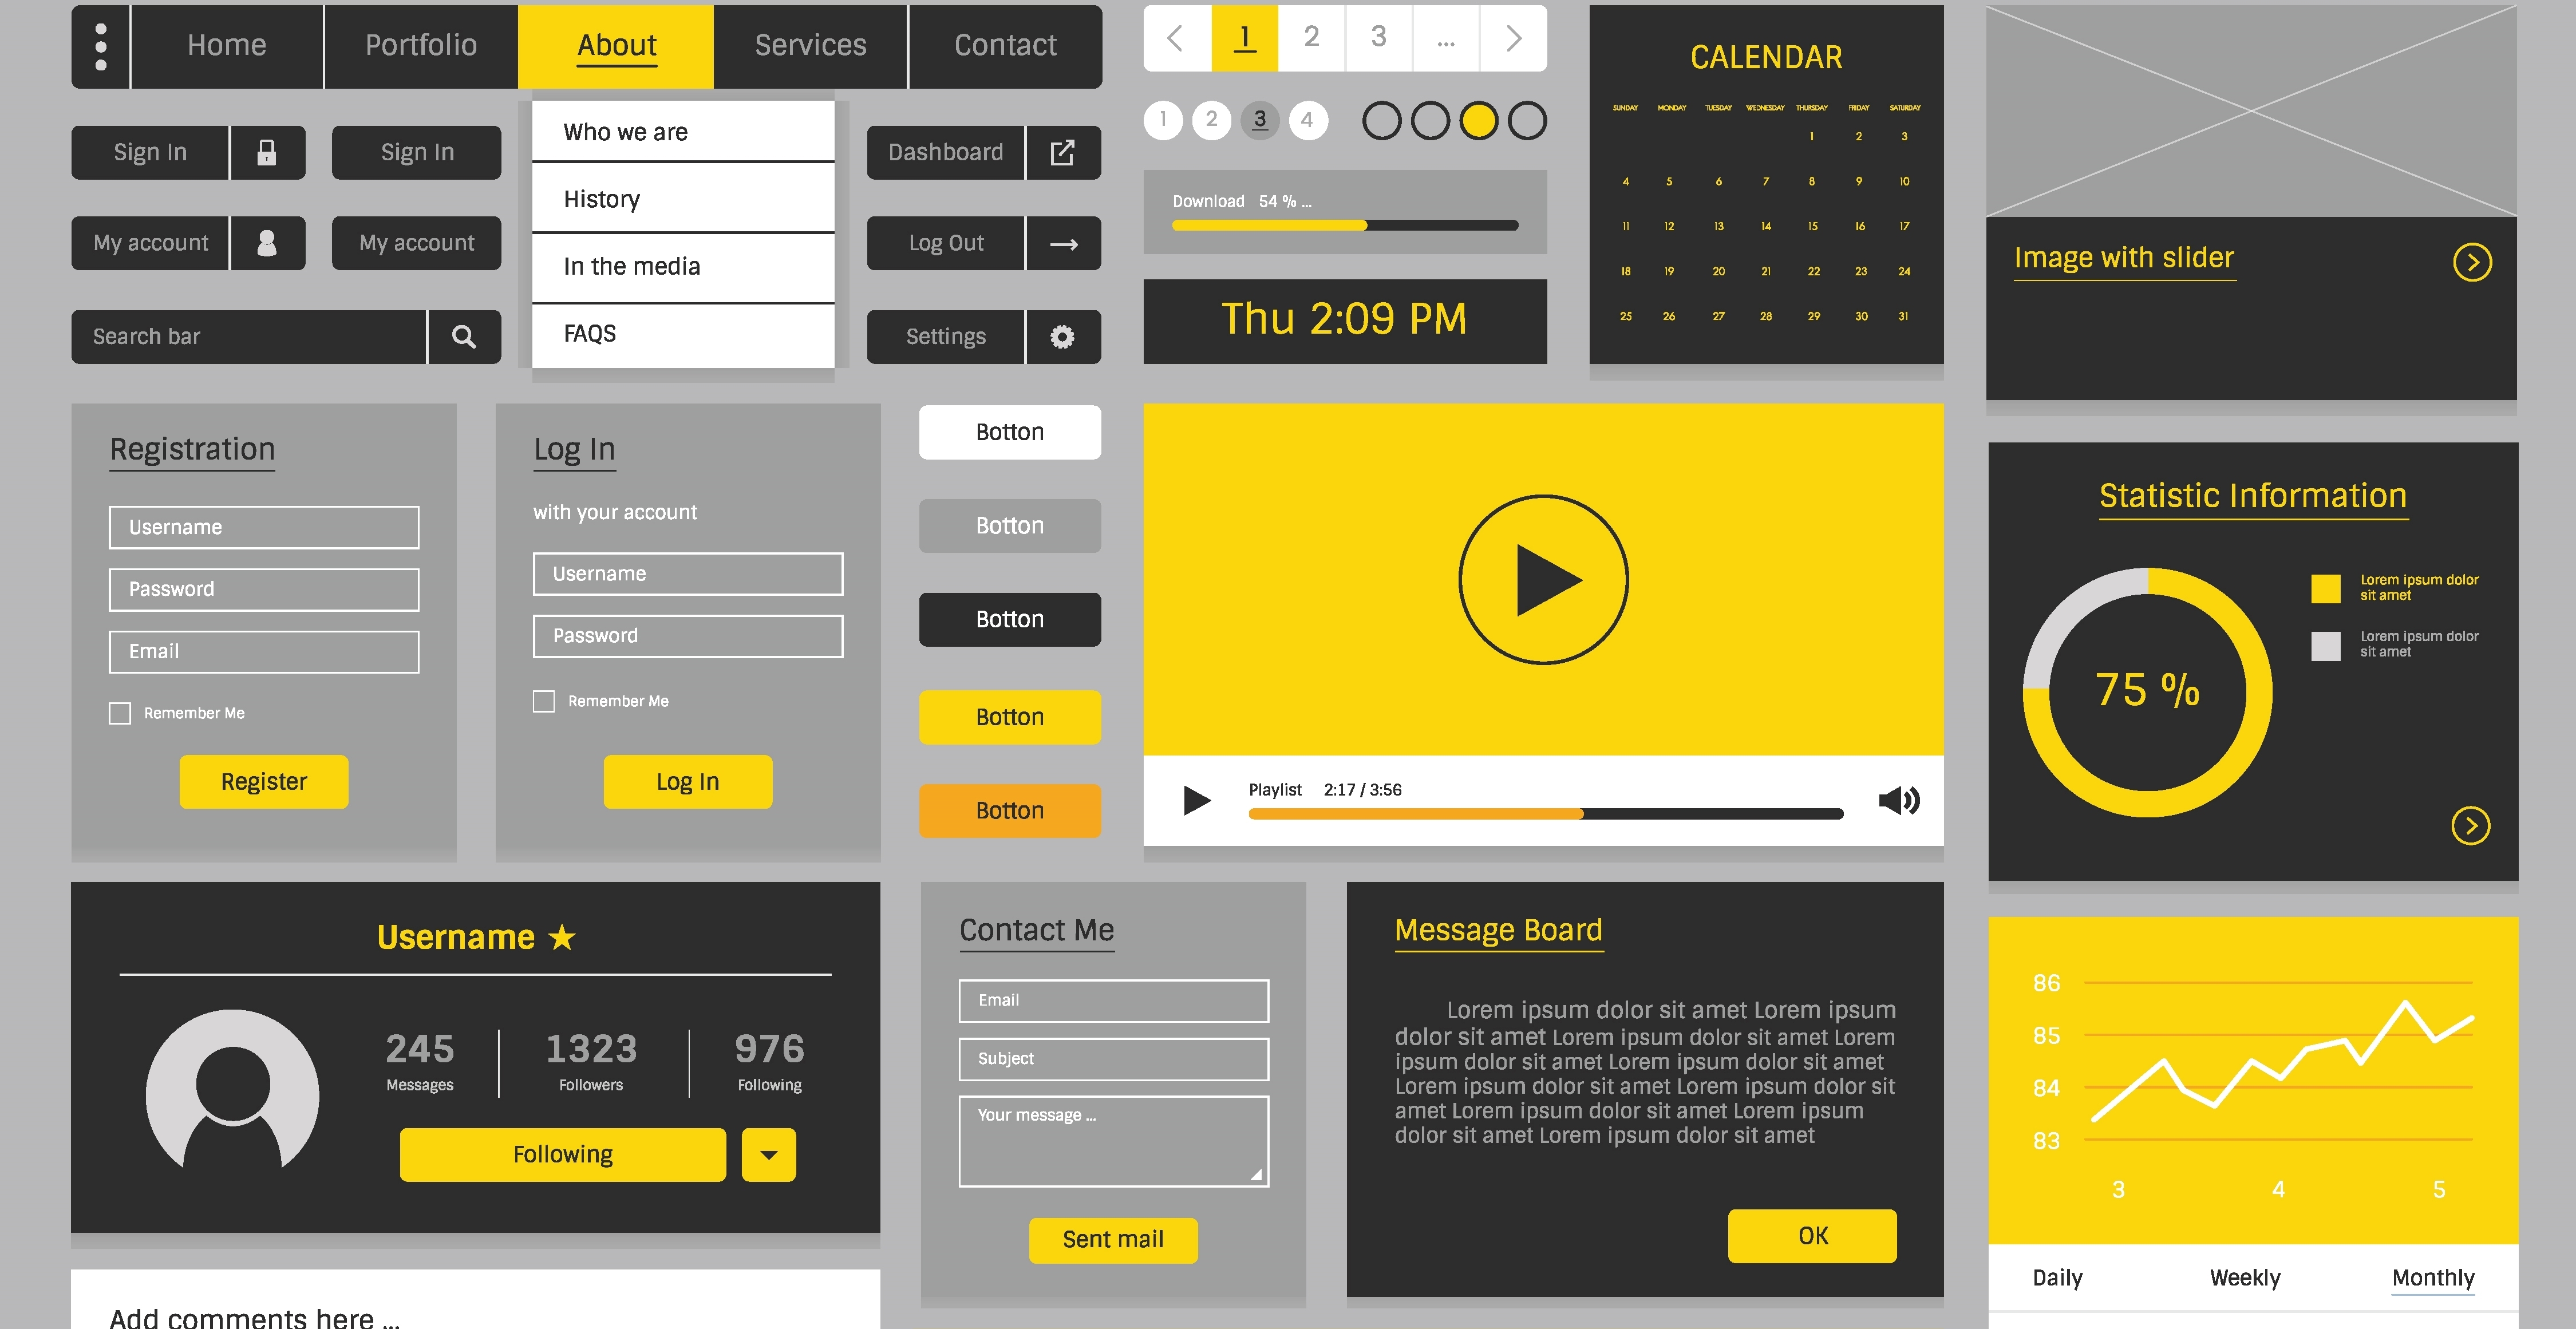 Home
Portfolio
About
Services
Contact
Sign In
Sign In
My account
My account
Search bar
Who we are
History
In the media
FAQS
Dashboard
Log Out
Settings
1
2
3
...
1
2
3
4
Download 54 % ...
Thu 2:09 PM
CALENDAR
SUNDAY MONDAY TUESDAY WEDNESDAY THURSDAY FRIDAY SATURDAY
1 2 3
4 5 6 7 8 9 10
11 12 13 14 15 16 17
18 19 20 21 22 23 24
25 26 27 28 29 30 31
Image with slider
Registration
Username
Password
Email
Remember Me
Register
Log In
with your account
Username
Password
Remember Me
Log In
Botton
Botton
Botton
Botton
Botton
Playlist 2:17 / 3:56
Statistic Information
75 %
Lorem ipsum dolor
sit amet
Lorem ipsum dolor
sit amet
Username
245
Messages
1323
Followers
976
Following
Following
Contact Me
Email
Subject
Your message ...
Sent mail
Message Board
Lorem ipsum dolor sit amet Lorem ipsum
dolor sit amet Lorem ipsum dolor sit amet Lorem
ipsum dolor sit amet Lorem ipsum dolor sit amet
Lorem ipsum dolor sit amet Lorem ipsum dolor sit
amet Lorem ipsum dolor sit amet Lorem ipsum
dolor sit amet Lorem ipsum dolor sit amet
OK
86
85
84
83
3 4 5
Daily
Weekly
Monthly
Add comments here ...